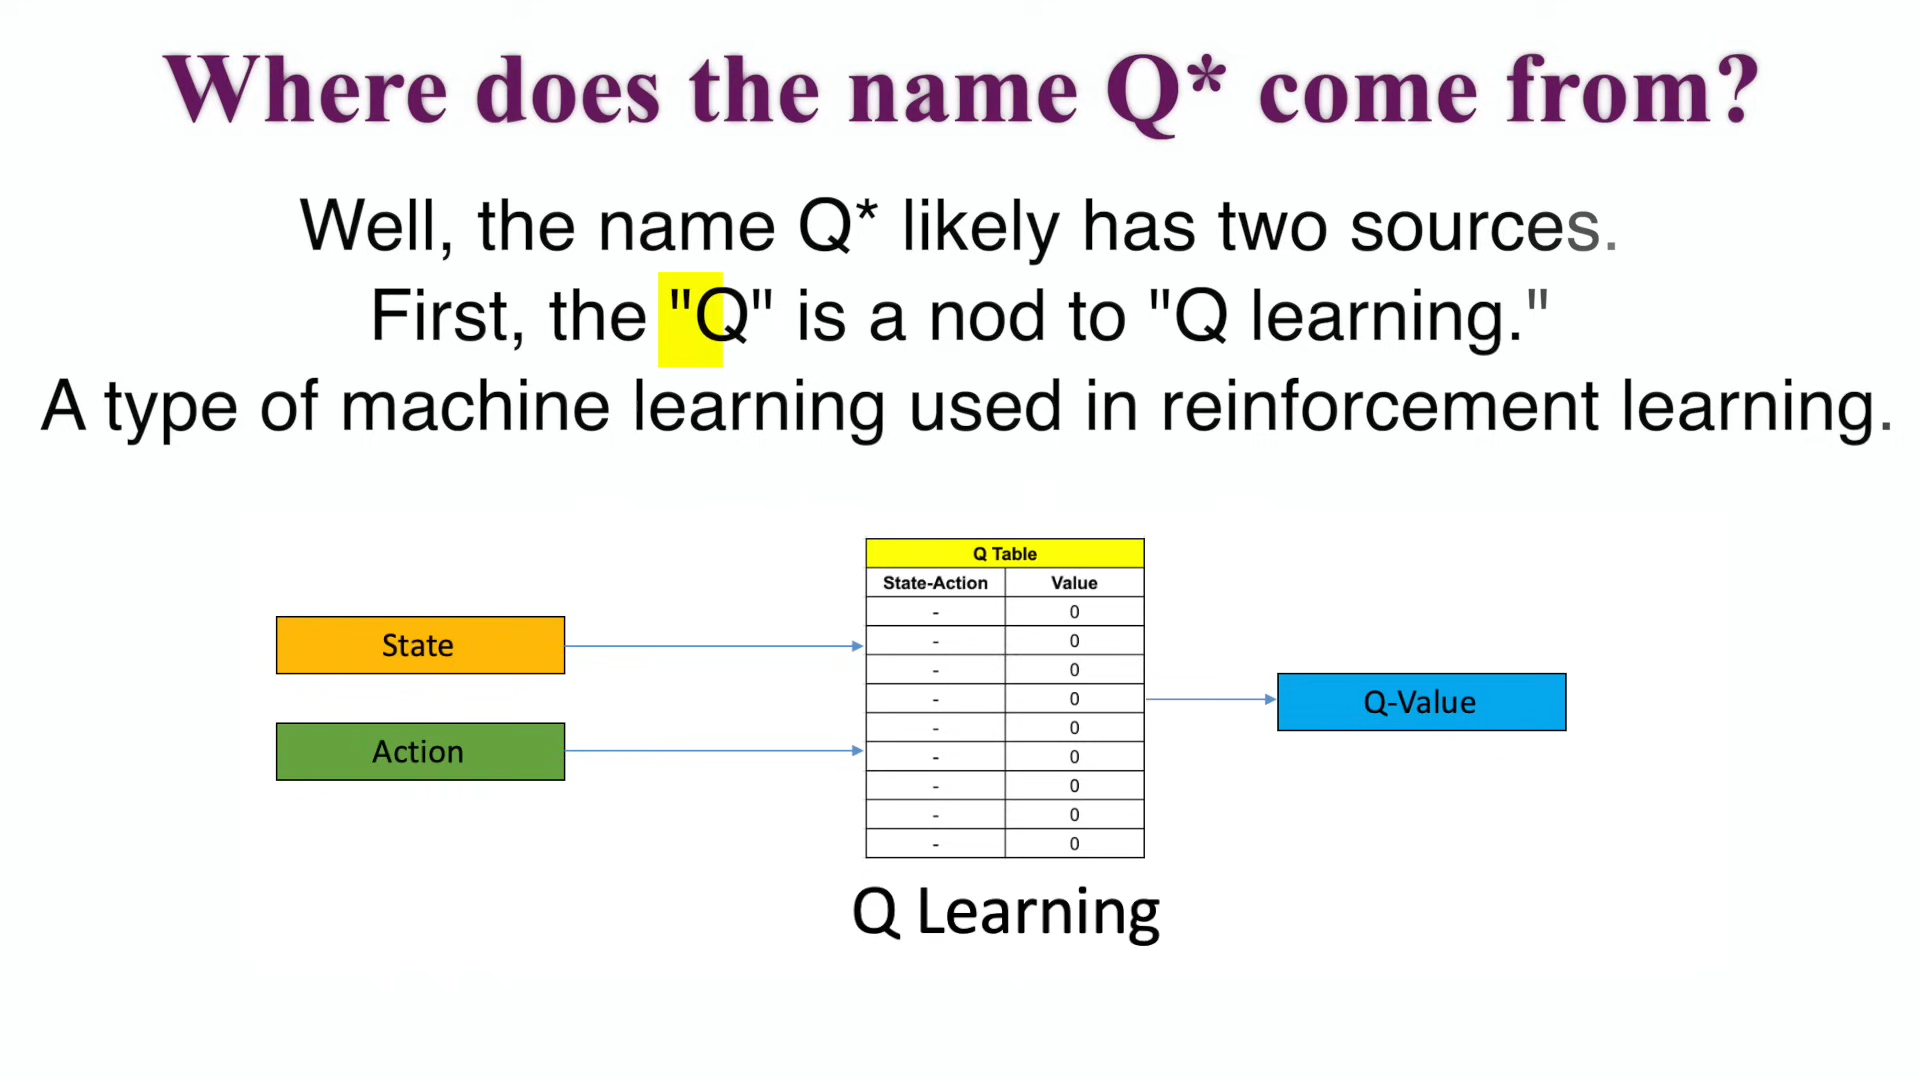 Where does the name Q* come from?
Well, the name Q* likely has two sources.
First, the "Q" is a nod to "Q learning."
A type of machine learning used in reinforcement learning.
Q Table
State-Action Value
- 0
- 0
- 0
- 0
- 0
- 0
- 0
- 0
- 0
State
Action
Q-Value
Q Learning